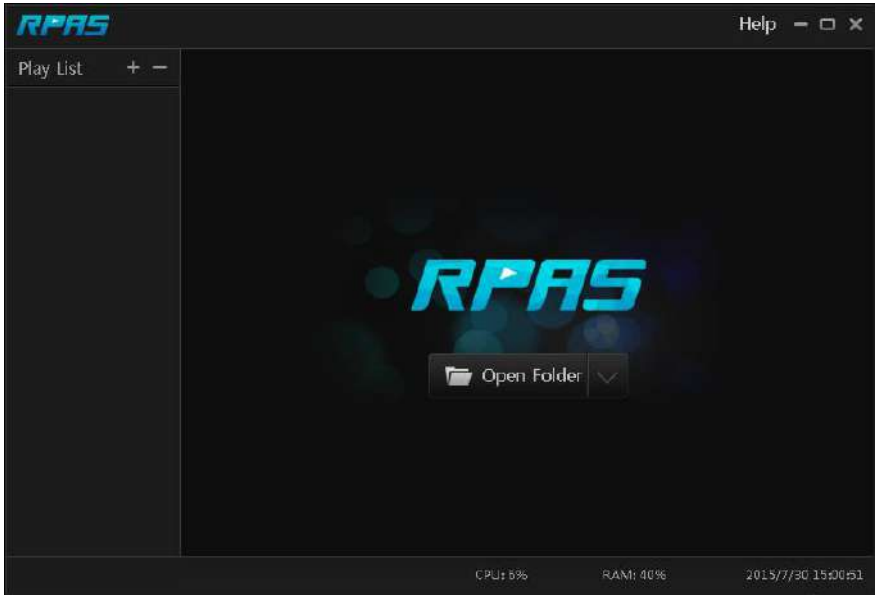 RPAS
Help
Play List + −
RPAS
Open Folder
CPU: 6% RAM: 40% 2015/7/30 15:00:51